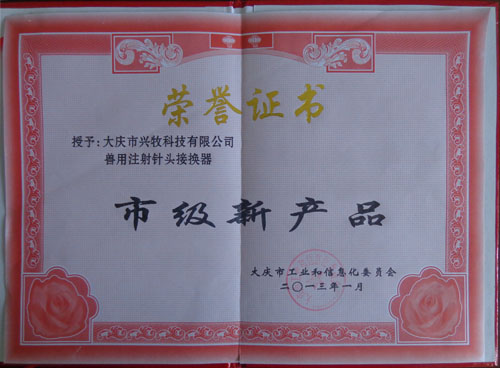 荣誉证书
授予:大庆市兴牧科技有限公司
兽用注射针头接换器
市级新产品
大庆市工业和信息化委员会
二〇一三年一月